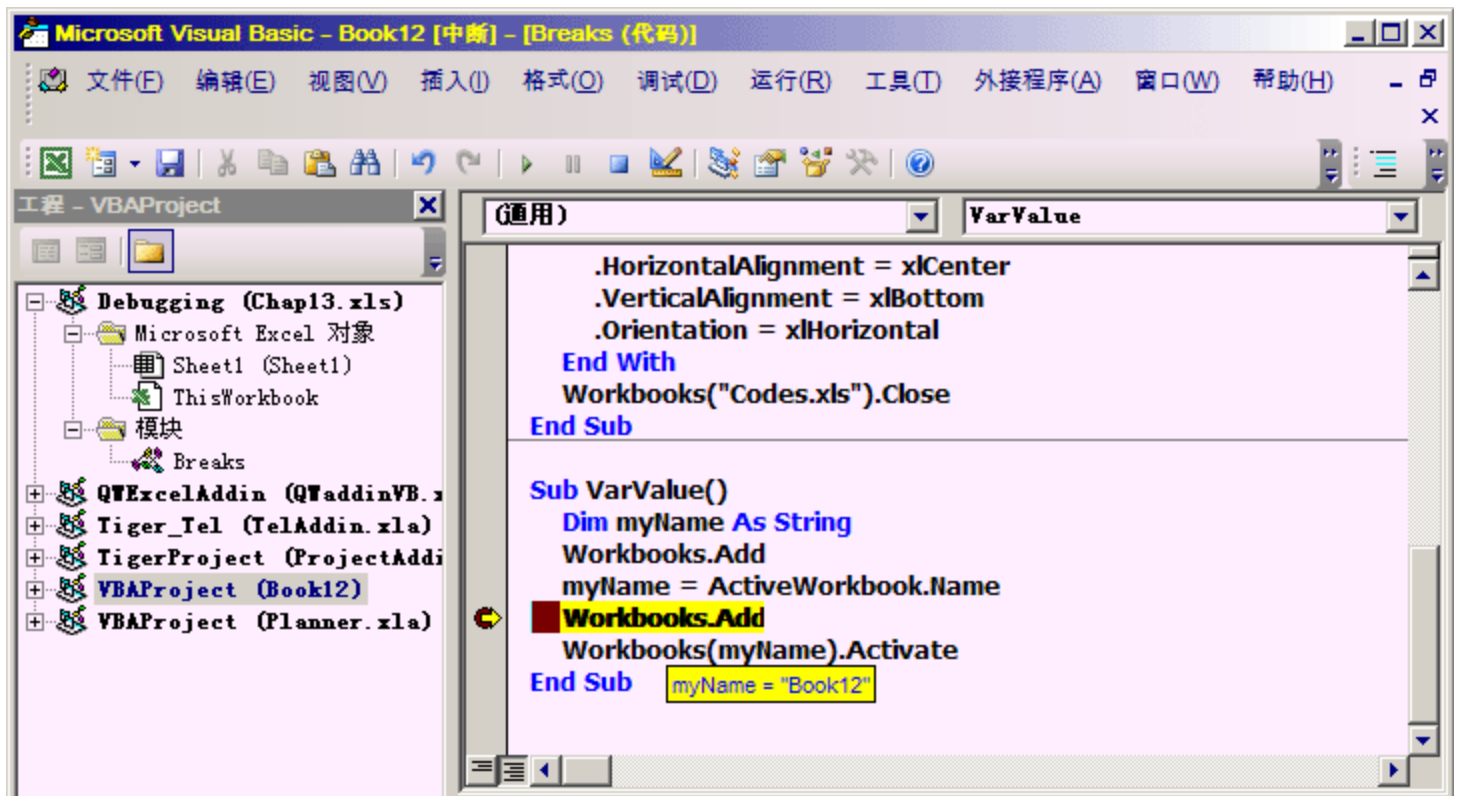 Microsoft Visual Basic - Book12 [中断] - [Breaks (代码)]
文件(F) 编辑(E) 视图(V) 插入(I) 格式(O) 调试(D) 运行(R) 工具(T) 外接程序(A) 窗口(W) 帮助(H)
工程 - VBAProject
(通用) VarValue
Debugging (Chap13.xls)
Microsoft Excel 对象
Sheet1 (Sheet1)
ThisWorkbook
模块
Breaks
QWExcelAddin (QWaddinVB.x
Tiger_Tel (TelAddin.xla)
TigerProject (ProjectAddi
VBAProject (Book12)
VBAProject (Planner.xla)
.HorizontalAlignment = xlCenter
.VerticalAlignment = xlBottom
.Orientation = xlHorizontal
End With
Workbooks("Codes.xls").Close
End Sub
Sub VarValue()
Dim myName As String
Workbooks.Add
myName = ActiveWorkbook.Name
Workbooks.Add
Workbooks(myName).Activate
End Sub
myName = "Book12"